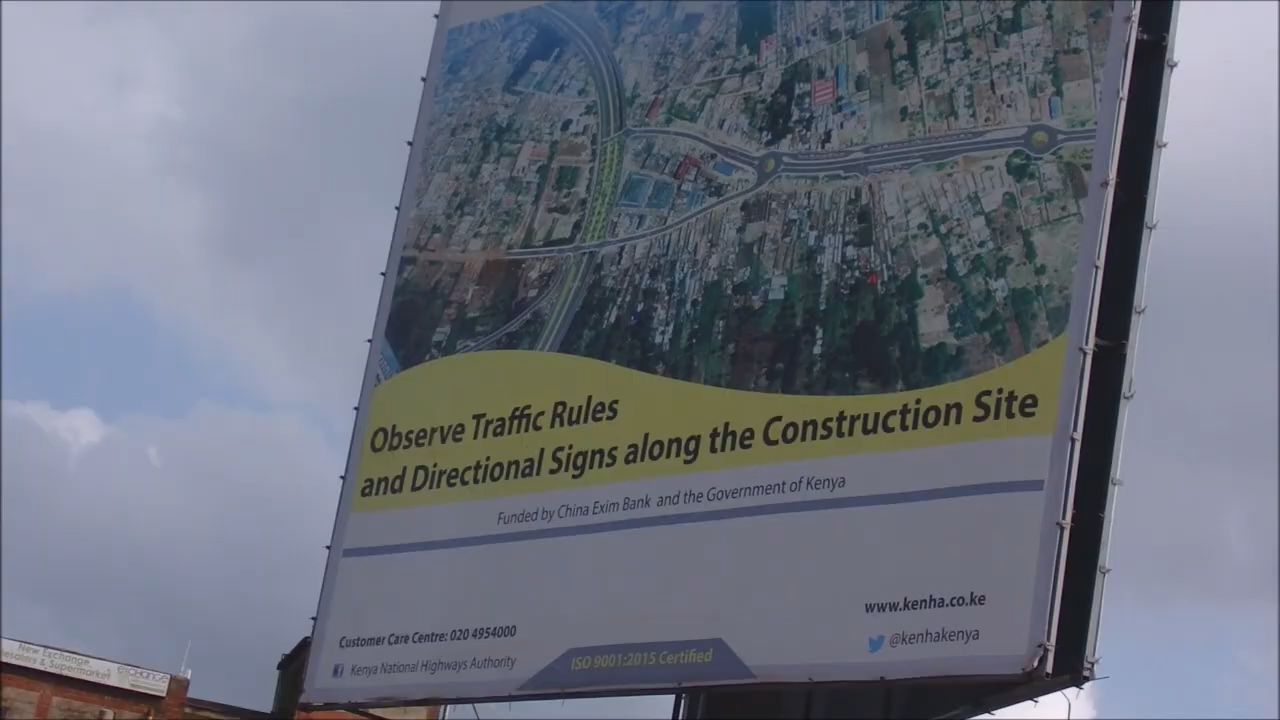 Observe Traffic Rules
and Directional Signs along the Construction Site
Funded by China Exim Bank and the Government of Kenya
www.kenha.co.ke
Customer Care Centre: 020 4954000
@kenhakenya
Kenya National Highways Authority
ISO 9001:2015 Certified
New Exchange
& Supermarket